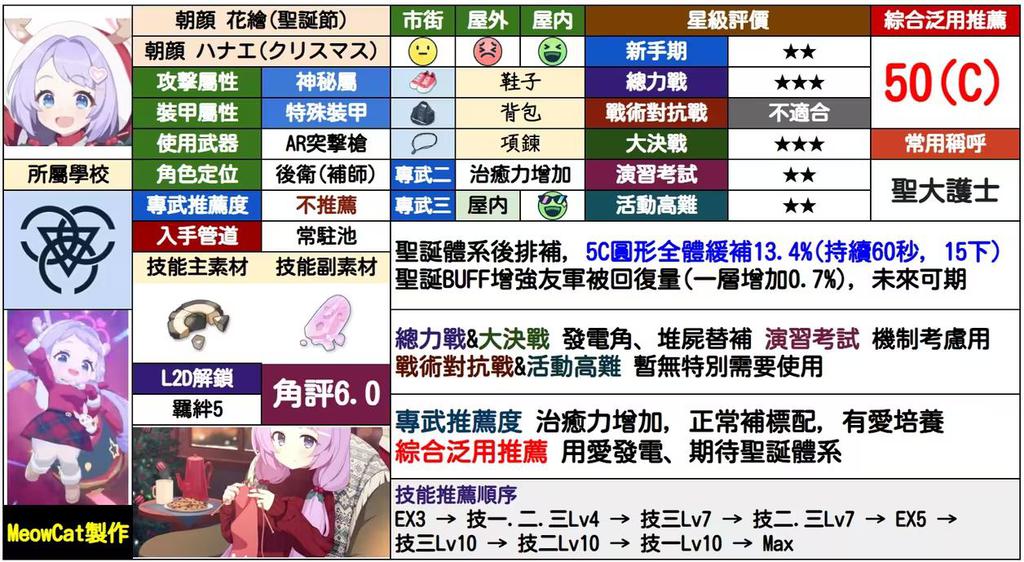 朝顏 花繪(聖誕節)
朝顔 ハナエ(クリスマス)
攻擊屬性 神秘屬
裝甲屬性 特殊裝甲
使用武器 AR突擊槍
所屬學校
角色定位 後衛(補師)
專武推薦度 不推薦
入手管道 常駐池
技能主素材 技能副素材
L2D解鎖
羈絆5
角評6.0
MeowCat製作
市街 屋外 屋内
鞋子
背包
項鍊
專武二 治癒力增加
專武三 屋内
星級評價
新手期 ★★
總力戰 ★★★
戰術對抗戰 不適合
大決戰 ★★★
演習考試 ★★
活動高難 ★★
綜合泛用推薦
50(C)
常用稱呼
聖大護士
聖誕體系後排補, 5C圓形全體緩補13.4%(持續60秒, 15下)
聖誕BUFF增強友軍被回復量(一層增加0.7%), 未來可期
總力戰&大決戰 發電角、堆屍替補 演習考試 機制考慮用
戰術對抗戰&活動高難 暫無特別需要使用
專武推薦度 治癒力增加, 正常補標配, 有愛培養
綜合泛用推薦 用愛發電、期待聖誕體系
技能推薦順序
EX3 → 技一.二.三Lv4 → 技三Lv7 → 技二.三Lv7 → EX5 →
技三Lv10 → 技二Lv10 → 技一Lv10 → Max